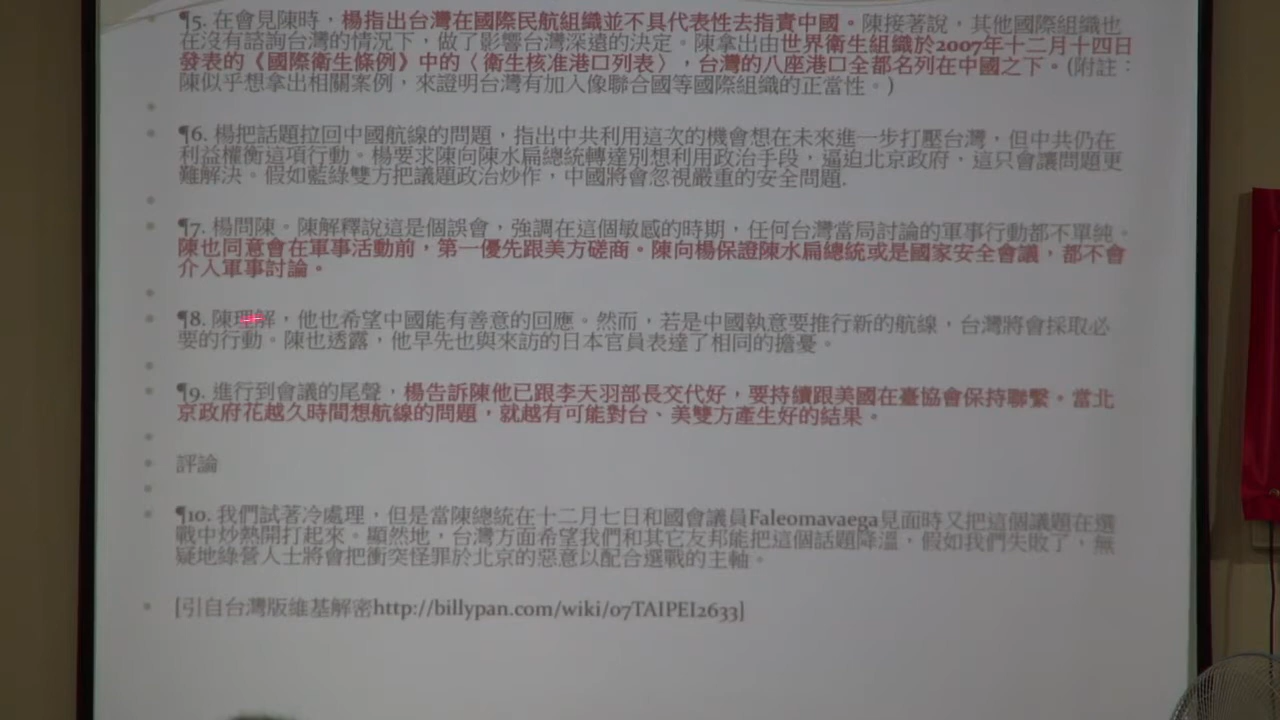 ¶5. 在會見陳時，楊指出台灣在國際民航組織並不具代表性去指責中國。陳接著說，其他國際組織也
在沒有諮詢台灣的情況下，做了影響台灣深遠的決定。陳拿出由世界衛生組織於2007年十二月十四日
發表的《國際衛生條例》中的〈衛生核准港口列表〉，台灣的八座港口全都名列在中國之下。(附註：
陳似乎想拿出相關案例，來證明台灣有加入像聯合國等國際組織的正當性。)
¶6. 楊把話題拉回中國航線的問題，指出中共利用這次的機會想在未來進一步打壓台灣，但中共仍在
利益權衡這項行動。楊要求陳向陳水扁總統轉達別想利用政治手段，逼迫北京政府，這只會讓問題更
難解決。假如藍綠雙方把議題政治炒作，中國將會忽視嚴重的安全問題.
¶7. 楊問陳。陳解釋說這是個誤會，強調在這個敏感的時期，任何台灣當局討論的軍事行動都不單純。
陳也同意會在軍事活動前，第一優先跟美方磋商。陳向楊保證陳水扁總統或是國家安全會議，都不會
介入軍事討論。
¶8. 陳理解，他也希望中國能有善意的回應。然而，若是中國執意要推行新的航線，台灣將會採取必
要的行動。陳也透露，他早先也與來訪的日本官員表達了相同的擔憂。
¶9. 進行到會議的尾聲，楊告訴陳他已跟李天羽部長交代好，要持續跟美國在臺協會保持聯繫。當北
京政府花越久時間想航線的問題，就越有可能對台、美雙方產生好的結果。
評論
¶10. 我們試著冷處理，但是當陳總統在十二月七日和國會議員Faleomavaega見面時又把這個議題在選
戰中炒熱開打起來。顯然地，台灣方面希望我們和其它友邦能把這個話題降溫，假如我們失敗了，無
疑地綠營人士將會把衝突怪罪於北京的惡意以配合選戰的主軸。
[引自台灣版維基解密http://billypan.com/wiki/07TAIPEI2633]